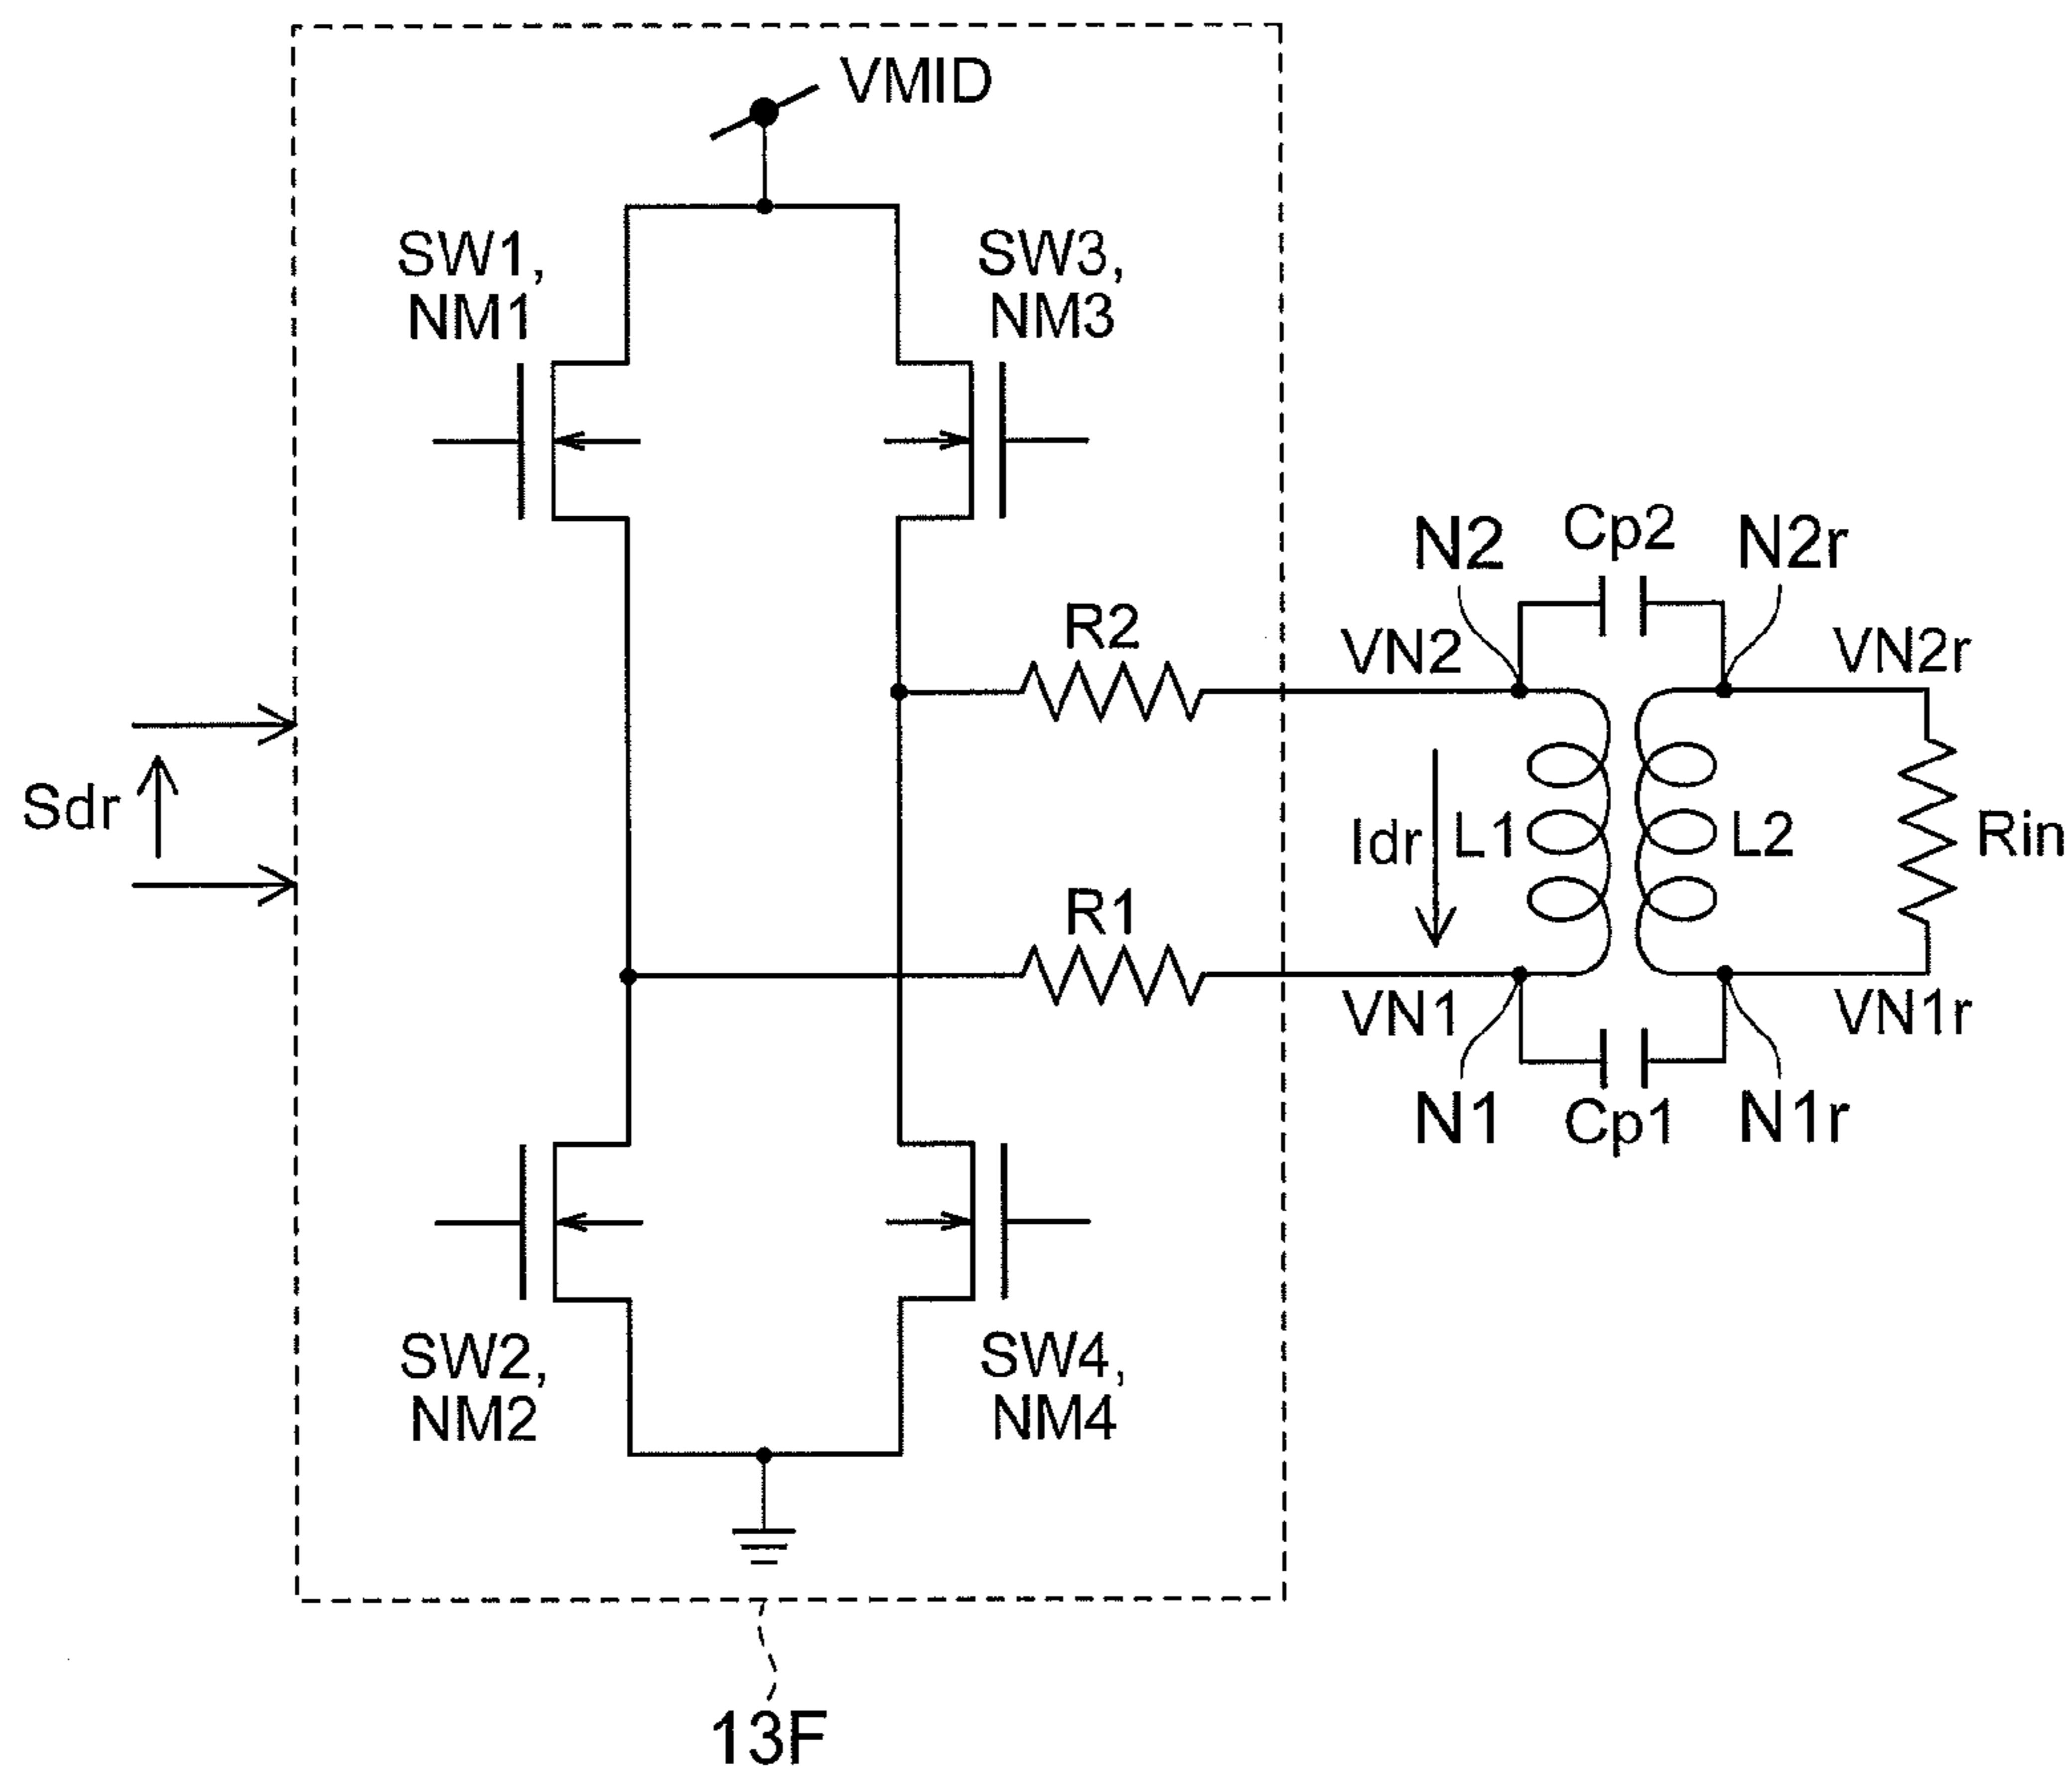 VMID
SW1,
NM1
SW3,
NM3
Sdr
R2
R1
VN2
N2
Cp2
N2r
VN2r
Idr
L1
L2
Rin
VN1
N1
Cp1
N1r
VN1r
SW2,
NM2
SW4,
NM4
13F